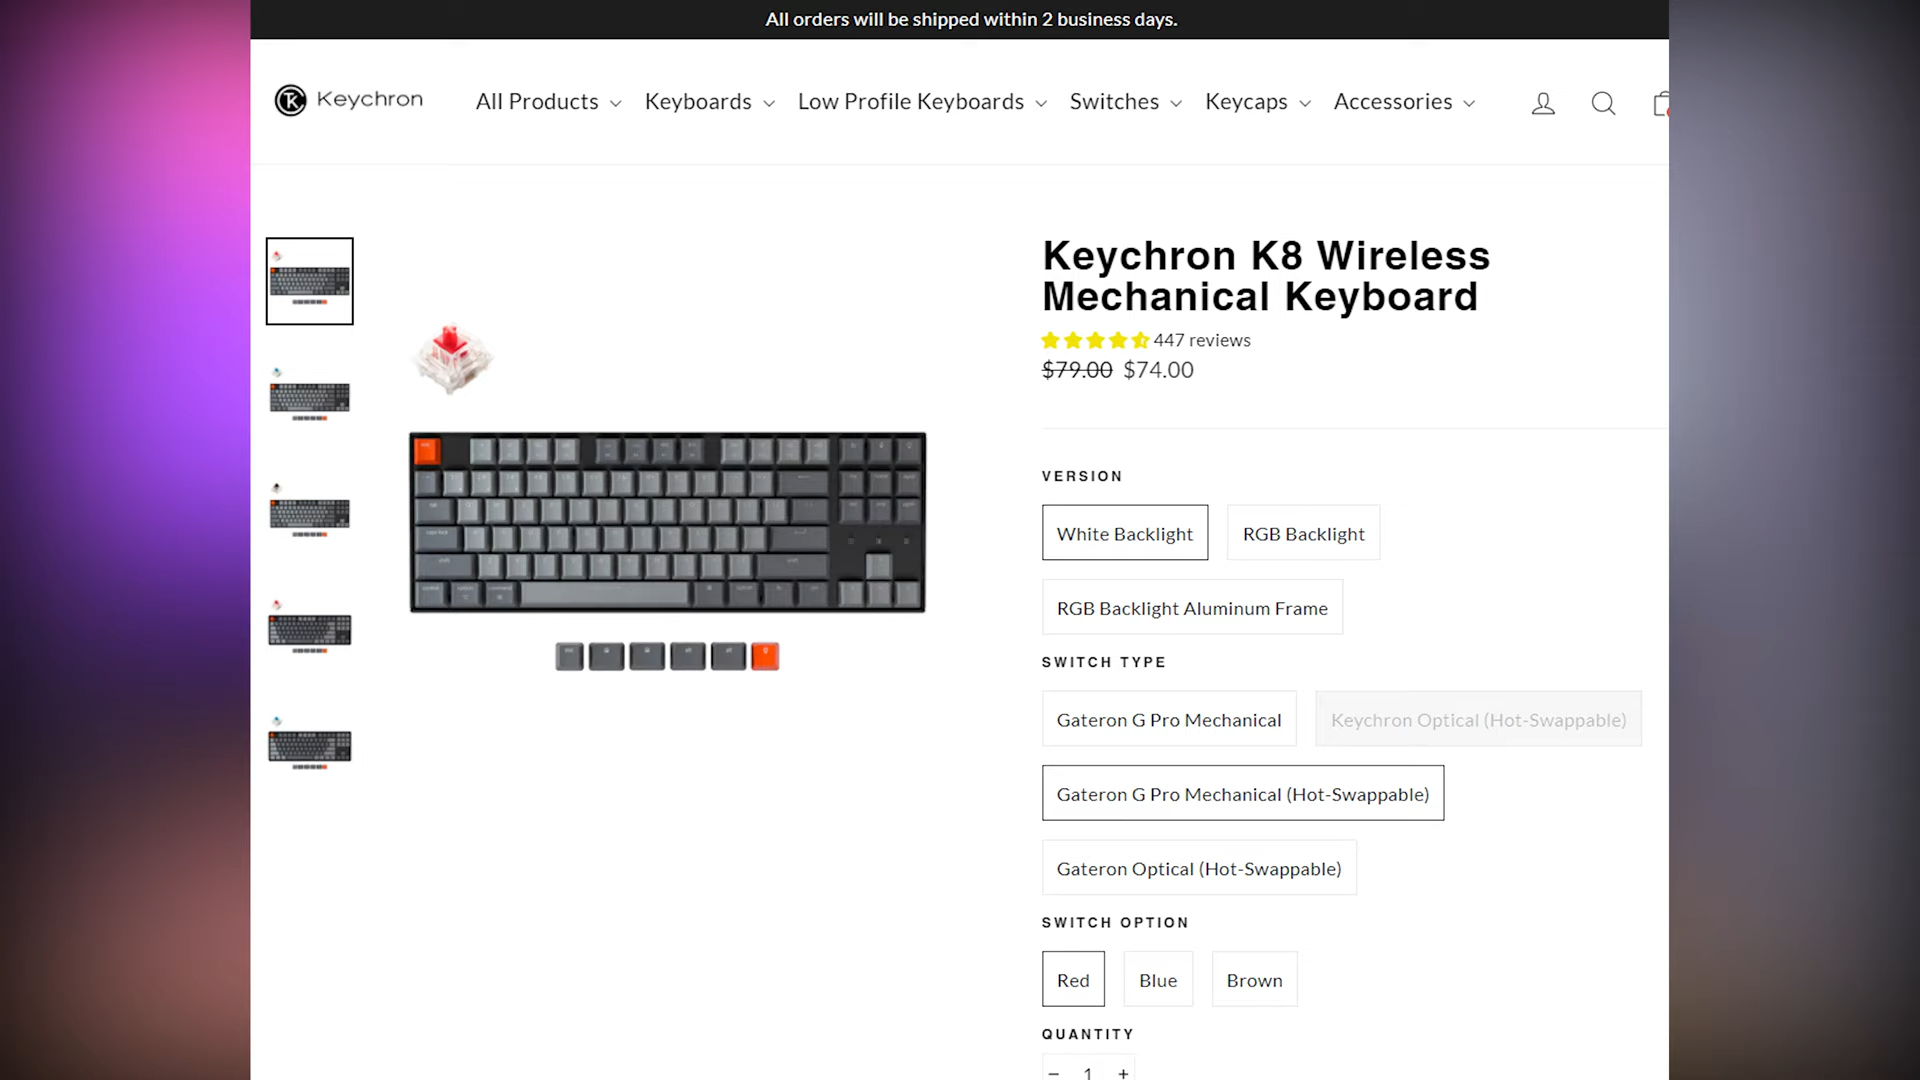 All orders will be shipped within 2 business days.
Keychron
All Products
Keyboards
Low Profile Keyboards
Switches
Keycaps
Accessories
Keychron K8 Wireless
Mechanical Keyboard
447 reviews
$79.00 $74.00
VERSION
White Backlight
RGB Backlight
RGB Backlight Aluminum Frame
SWITCH TYPE
Gateron G Pro Mechanical
Keychron Optical (Hot-Swappable)
Gateron G Pro Mechanical (Hot-Swappable)
Gateron Optical (Hot-Swappable)
SWITCH OPTION
Red
Blue
Brown
QUANTITY
− 1 +